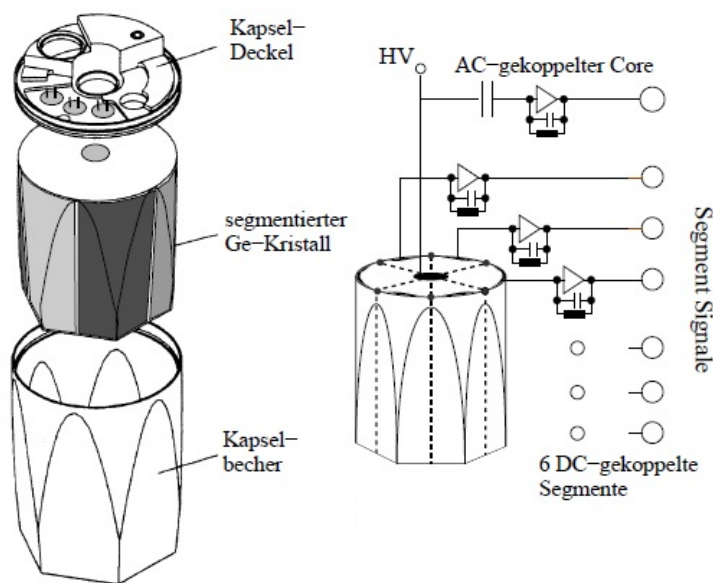 Kapsel-
Deckel
segmentierter
Ge-Kristall
Kapsel-
becher
HV
AC-gekoppelter Core
Segment Signale
6 DC-gekoppelte
Segmente